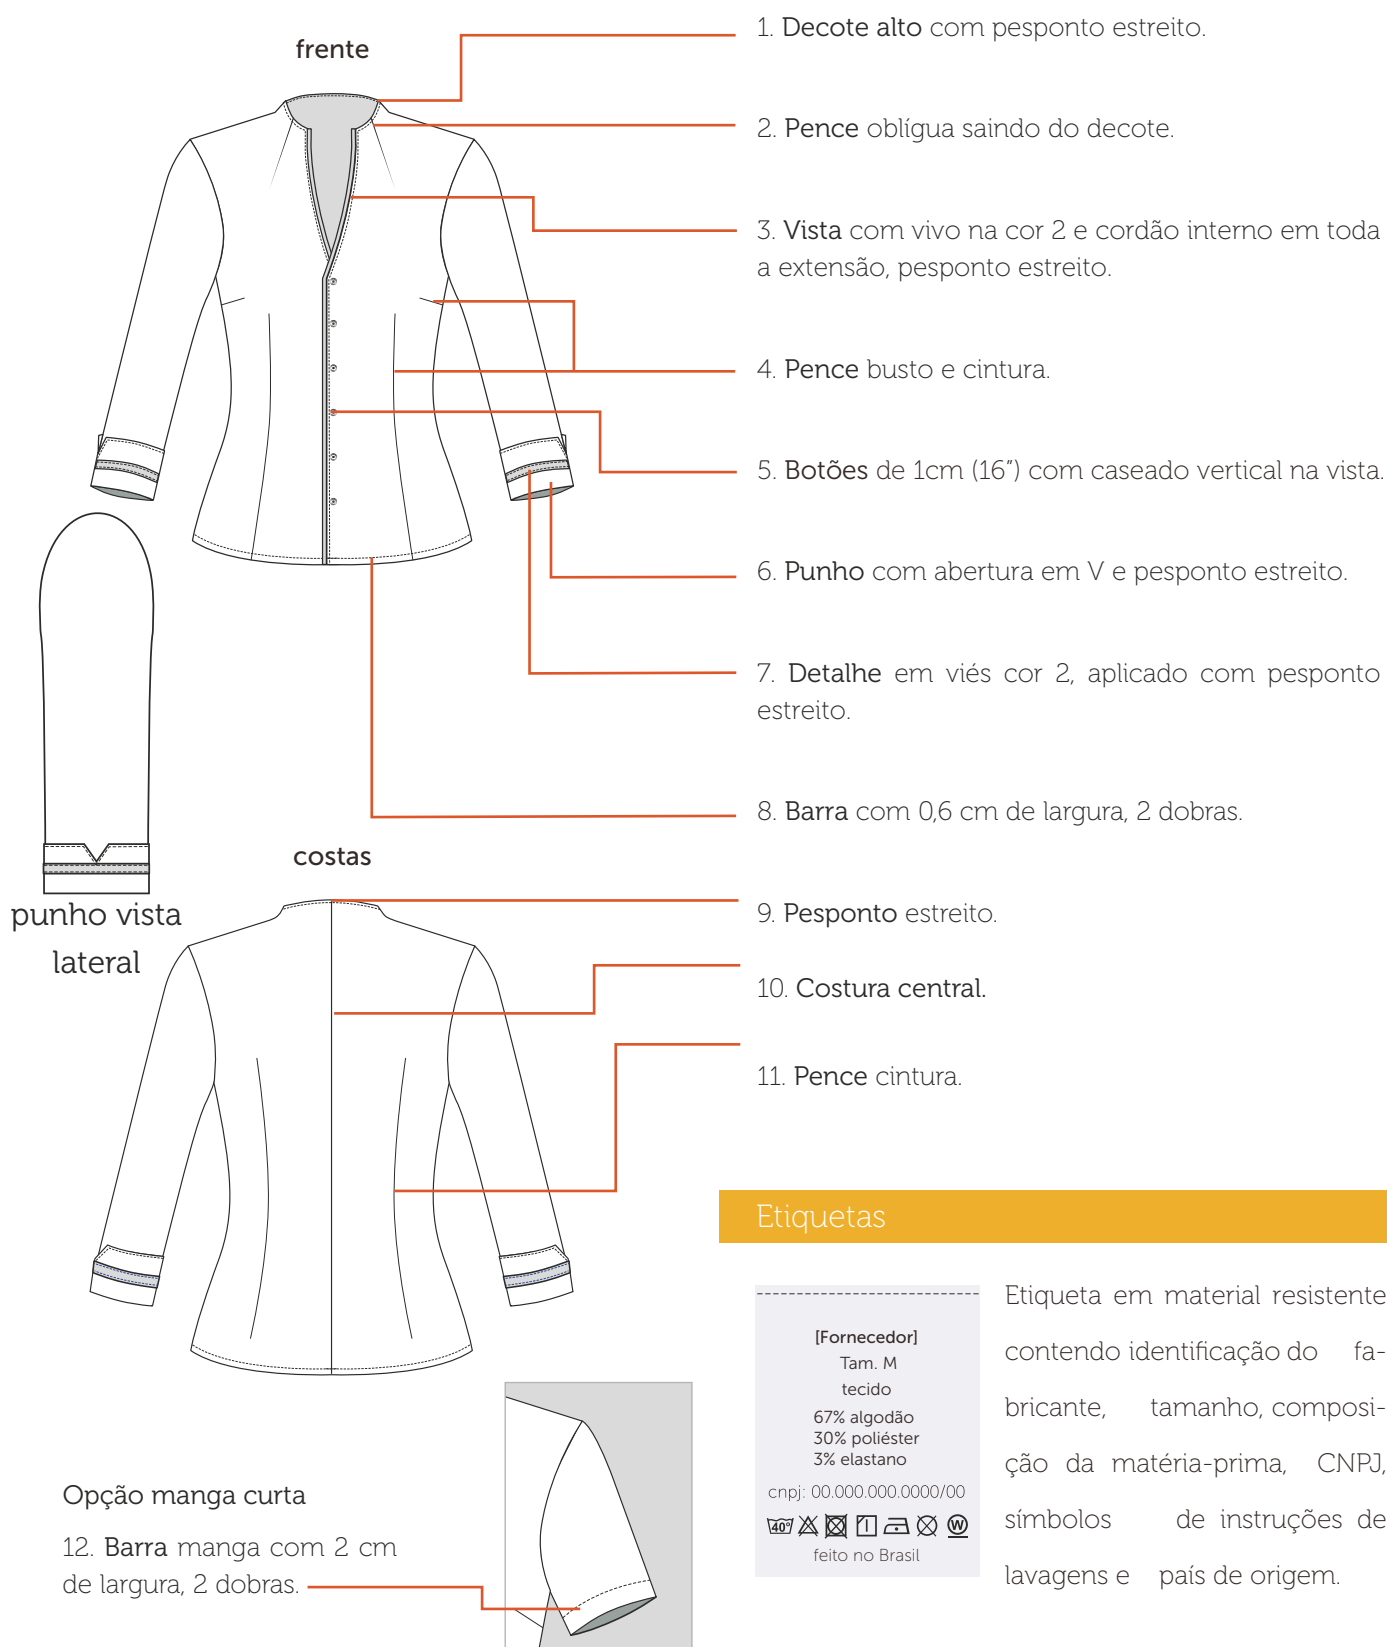 frente
1. Decote alto com pesponto estreito.
2. Pence oblígua saindo do decote.
3. Vista com vivo na cor 2 e cordão interno em toda
a extensão, pesponto estreito.
4. Pence busto e cintura.
5. Botões de 1cm (16”) com caseado vertical na vista.
6. Punho com abertura em V e pesponto estreito.
7. Detalhe em viés cor 2, aplicado com pesponto
estreito.
8. Barra com 0,6 cm de largura, 2 dobras.
costas
punho vista
lateral
9. Pesponto estreito.
10. Costura central.
11. Pence cintura.
Etiquetas
[Fornecedor]
Tam. M
tecido
67% algodão
30% poliéster
3% elastano
cnpj: 00.000.000.0000/00
40° W
feito no Brasil
Etiqueta em material resistente
contendo identificação do fa-
bricante, tamanho, composi-
ção da matéria-prima, CNPJ,
símbolos de instruções de
lavagens e país de origem.
Opção manga curta
12. Barra manga com 2 cm
de largura, 2 dobras.